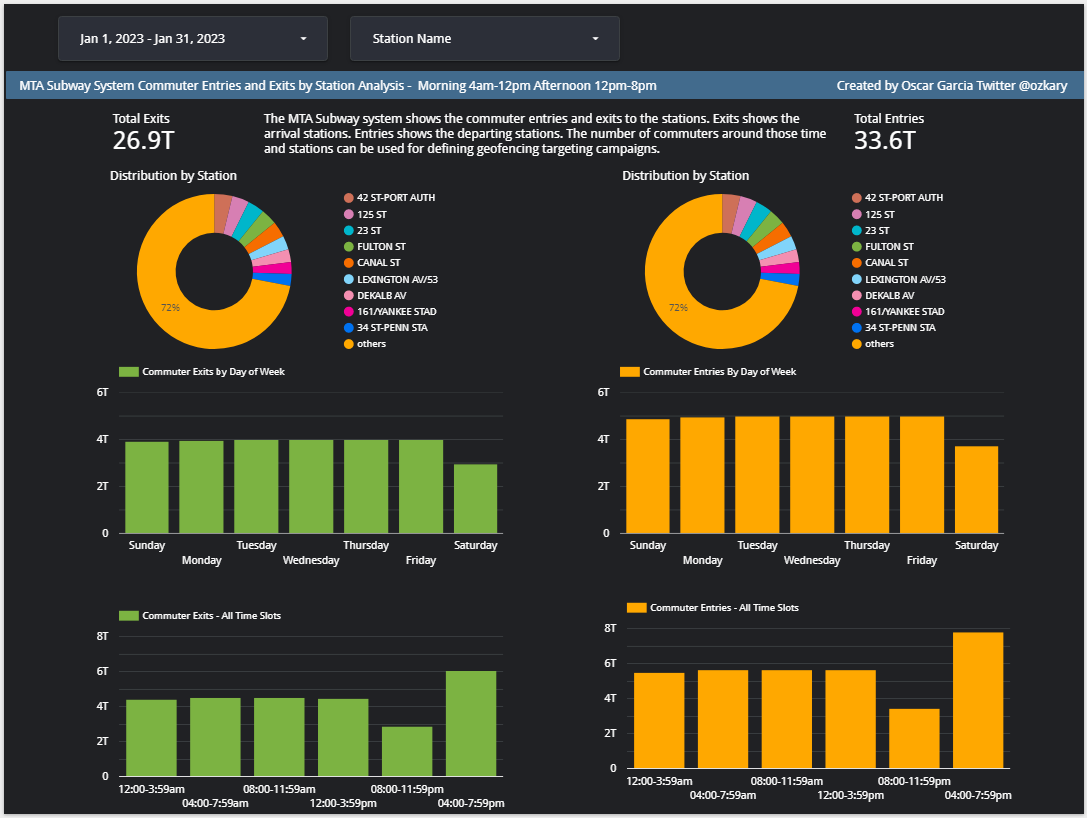 Jan 1, 2023 - Jan 31, 2023
Station Name
MTA Subway System Commuter Entries and Exits by Station Analysis - Morning 4am-12pm Afternoon 12pm-8pm
Created by Oscar Garcia Twitter @ozkary
Total Exits
26.9T
The MTA Subway system shows the commuter entries and exits to the stations. Exits shows the
arrival stations. Entries shows the departing stations. The number of commuters around those time
and stations can be used for defining geofencing targeting campaigns.
Total Entries
33.6T
Distribution by Station
72%
42 ST-PORT AUTH
125 ST
23 ST
FULTON ST
CANAL ST
LEXINGTON AV/53
DEKALB AV
161/YANKEE STAD
34 ST-PENN STA
others
Distribution by Station
72%
42 ST-PORT AUTH
125 ST
23 ST
FULTON ST
CANAL ST
LEXINGTON AV/53
DEKALB AV
161/YANKEE STAD
34 ST-PENN STA
others
Commuter Exits by Day of Week
6T
4T
2T
0
Sunday
Monday
Tuesday
Wednesday
Thursday
Friday
Saturday
Commuter Entries By Day of Week
6T
4T
2T
0
Sunday
Monday
Tuesday
Wednesday
Thursday
Friday
Saturday
Commuter Exits - All Time Slots
8T
6T
4T
2T
0
12:00-3:59am
04:00-7:59am
08:00-11:59am
12:00-3:59pm
08:00-11:59pm
04:00-7:59pm
Commuter Entries - All Time Slots
8T
6T
4T
2T
0
12:00-3:59am
04:00-7:59am
08:00-11:59am
12:00-3:59pm
08:00-11:59pm
04:00-7:59pm